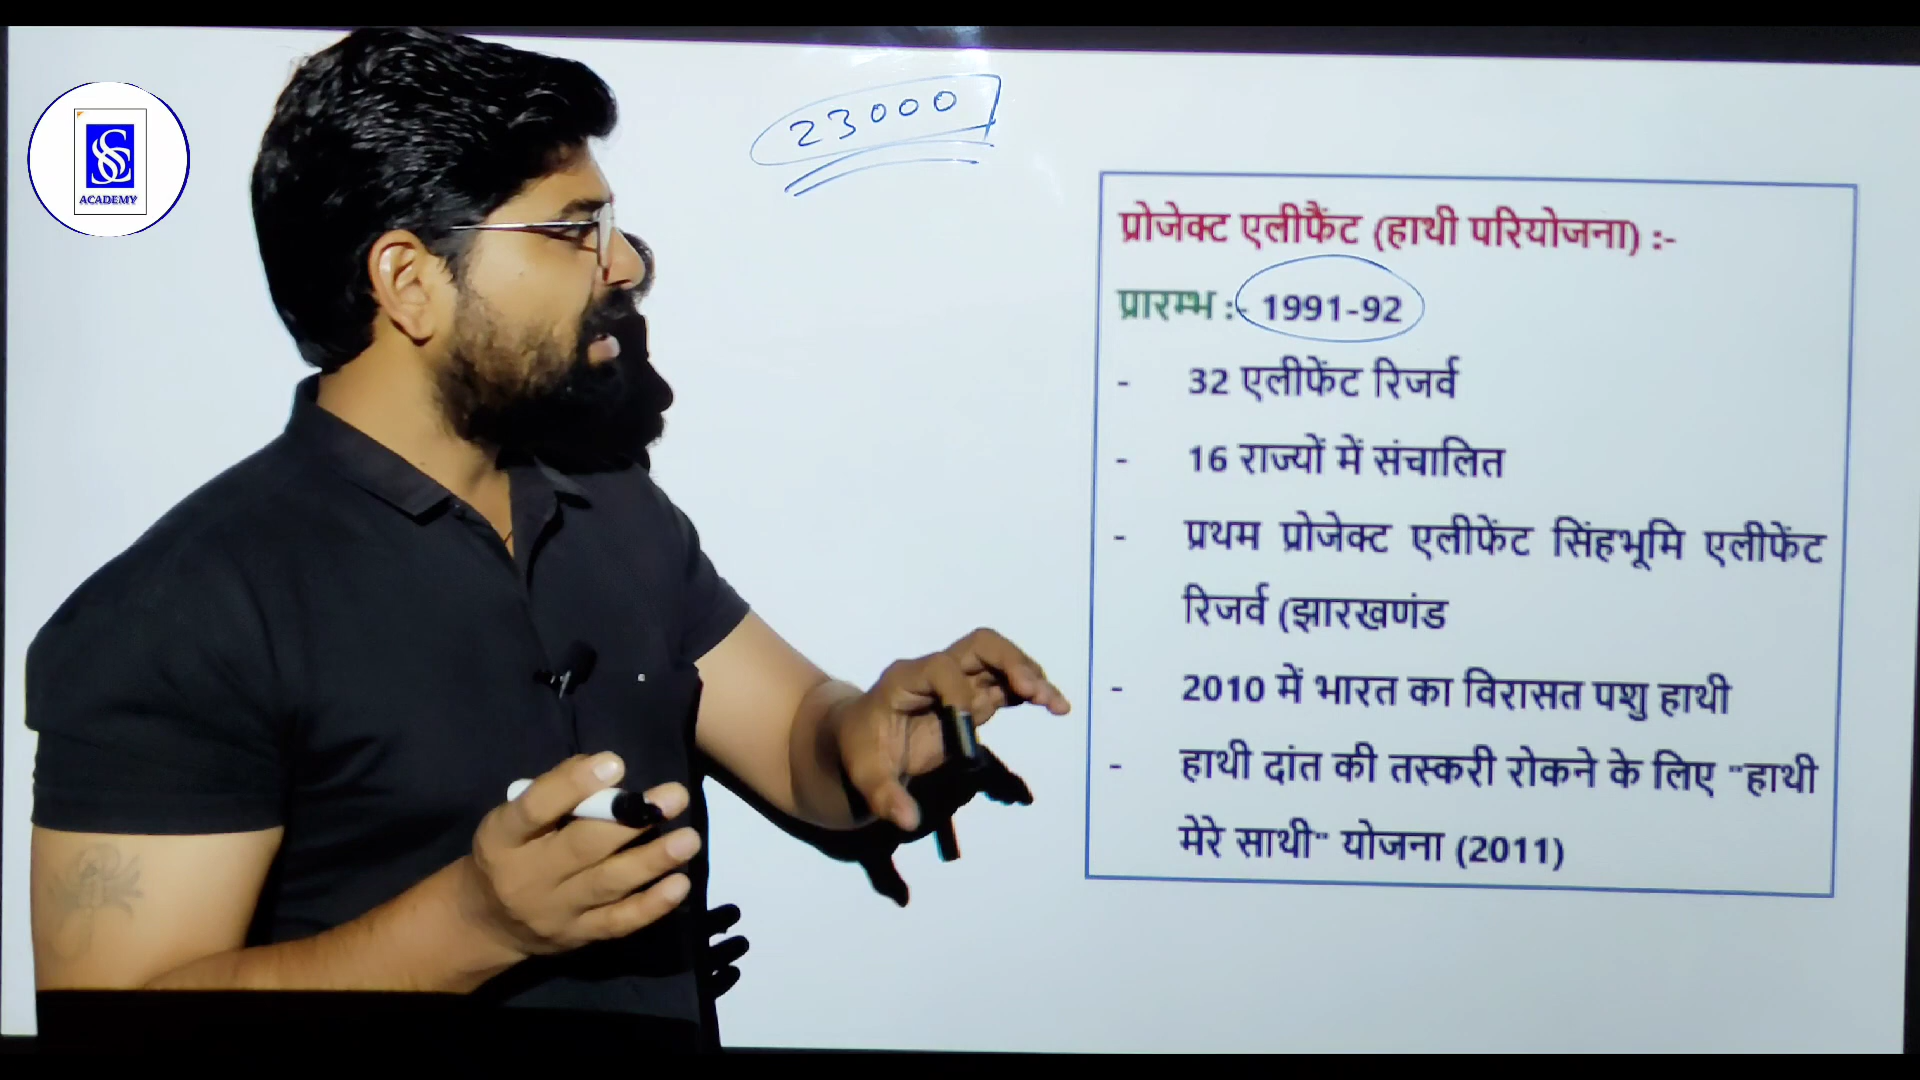 SSC
ACADEMY
23000
प्रोजेक्ट एलीफैंट (हाथी परियोजना) :-
प्रारम्भ :- 1991-92
- 32 एलीफेंट रिजर्व
- 16 राज्यों में संचालित
- प्रथम प्रोजेक्ट एलीफेंट सिंहभूमि एलीफेंट
रिजर्व (झारखणंड
- 2010 में भारत का विरासत पशु हाथी
- हाथी दांत की तस्करी रोकने के लिए "हाथी
मेरे साथी" योजना (2011)